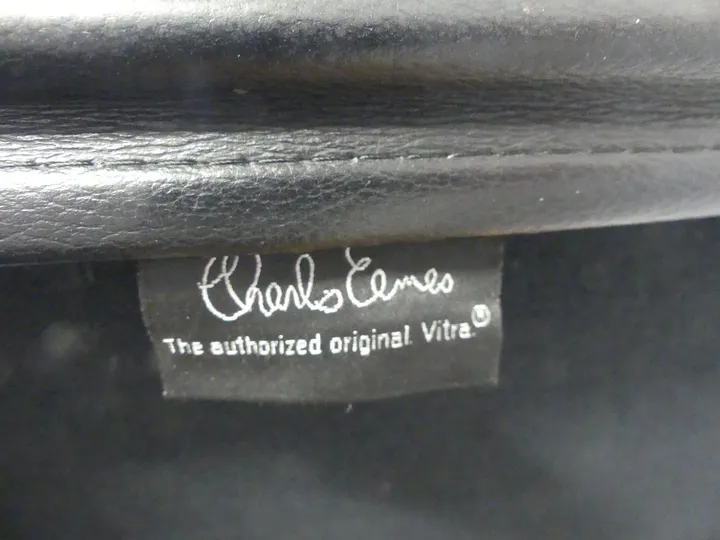 Charles Eames
The authorized original. Vitra.®